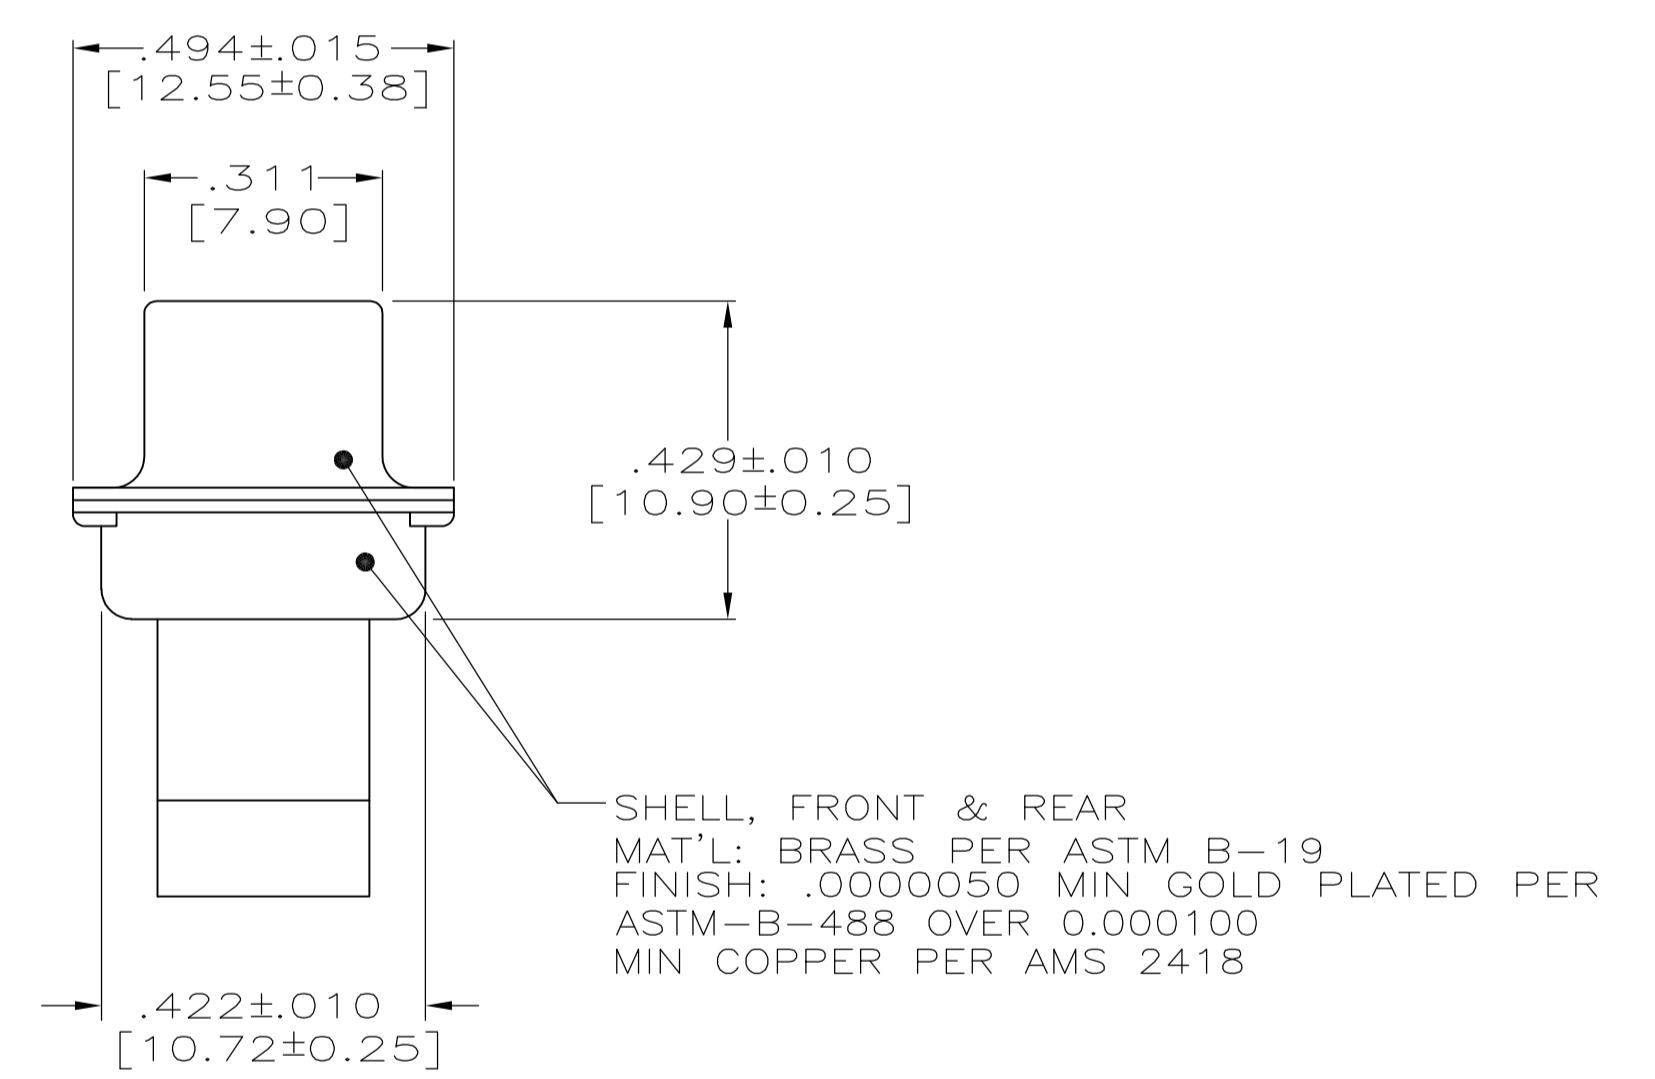 .494±.015
[12.55±0.38]
.311
[7.90]
.429±.010
[10.90±0.25]
SHELL, FRONT & REAR
MAT'L: BRASS PER ASTM B-19
FINISH: .0000050 MIN GOLD PLATED PER
ASTM-B-488 OVER 0.000100
MIN COPPER PER AMS 2418
.422±.010
[10.72±0.25]